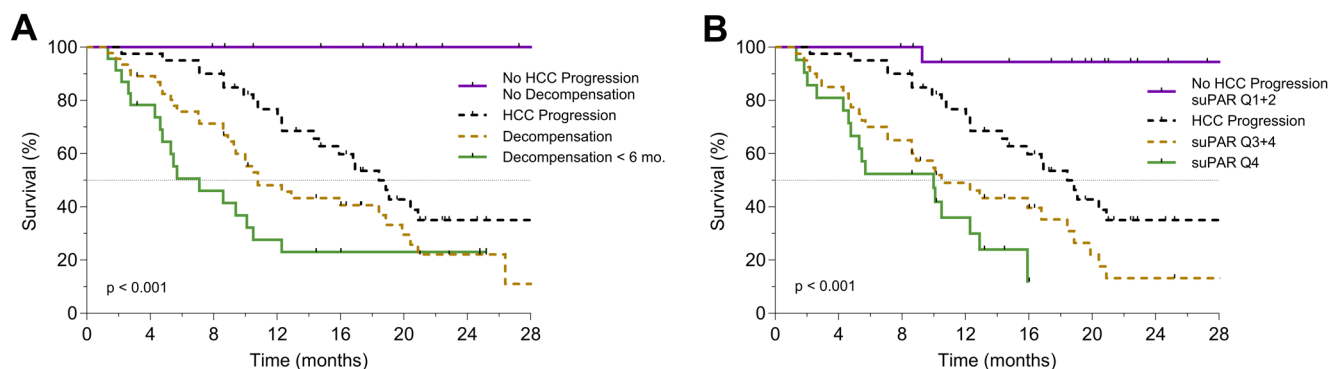 A
Survival (%)
100
80
60
40
20
0
No HCC Progression
No Decompensation
HCC Progression
Decompensation
Decompensation < 6 mo.
p < 0.001
0 4 8 12 16 20 24 28
Time (months)
B
Survival (%)
100
80
60
40
20
0
No HCC Progression
suPAR Q1+2
HCC Progression
suPAR Q3+4
suPAR Q4
p < 0.001
0 4 8 12 16 20 24 28
Time (months)